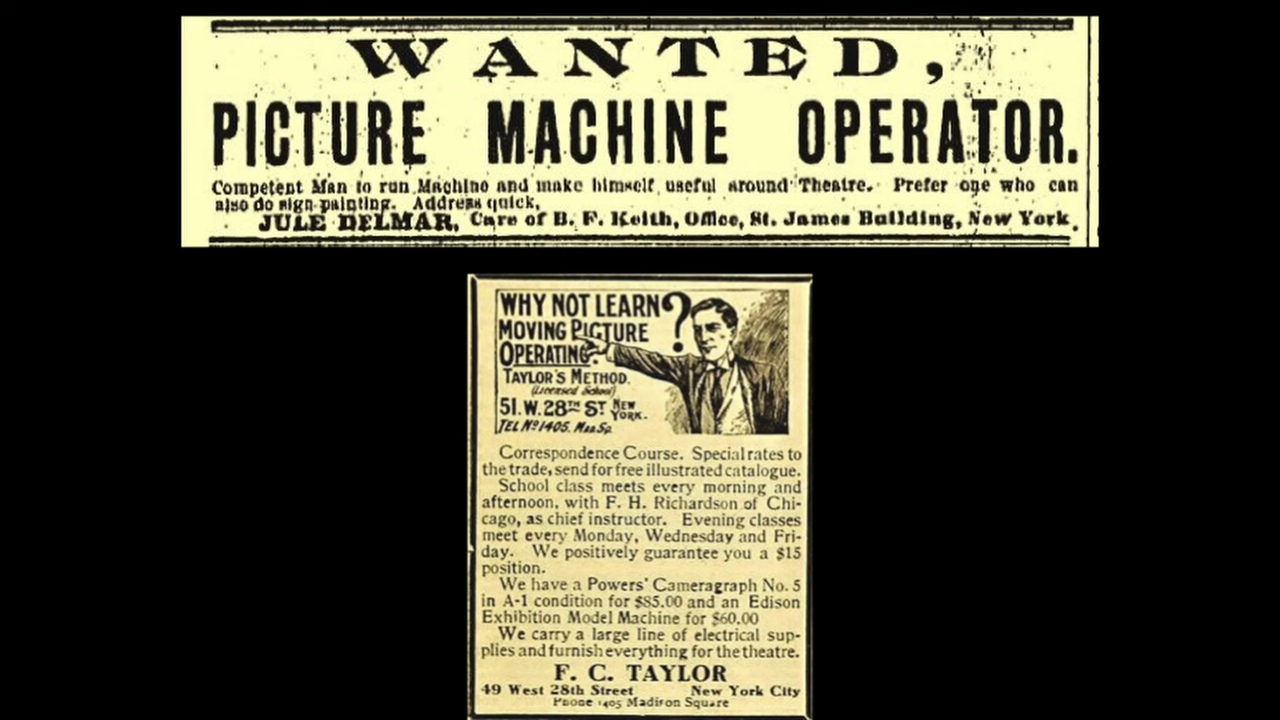 WANTED,
PICTURE MACHINE OPERATOR.
Competent Man to run Machine and make himself useful around Theatre. Prefer one who can
also do sign painting. Address quick,
JULE DELMAR, Care of B. F. Keith, Office, St. James Building, New York.
WHY NOT LEARN ?
MOVING PICTURE
OPERATING.
TAYLOR'S METHOD.
(Licensed School)
51. W. 28TH ST NEW YORK.
TEL Nº 1405. Mad Sq.
Correspondence Course. Special rates to
the trade, send for free illustrated catalogue.
School class meets every morning and
afternoon, with F. H. Richardson of Chi-
cago, as chief instructor. Evening classes
meet every Monday, Wednesday and Fri-
day. We positively guarantee you a $15
position.
We have a Powers' Cameragraph No. 5
in A-1 condition for $85.00 and an Edison
Exhibition Model Machine for $60.00
We carry a large line of electrical sup-
plies and furnish everything for the theatre.
F. C. TAYLOR
49 West 28th Street New York City
Phone 1405 Madison Square